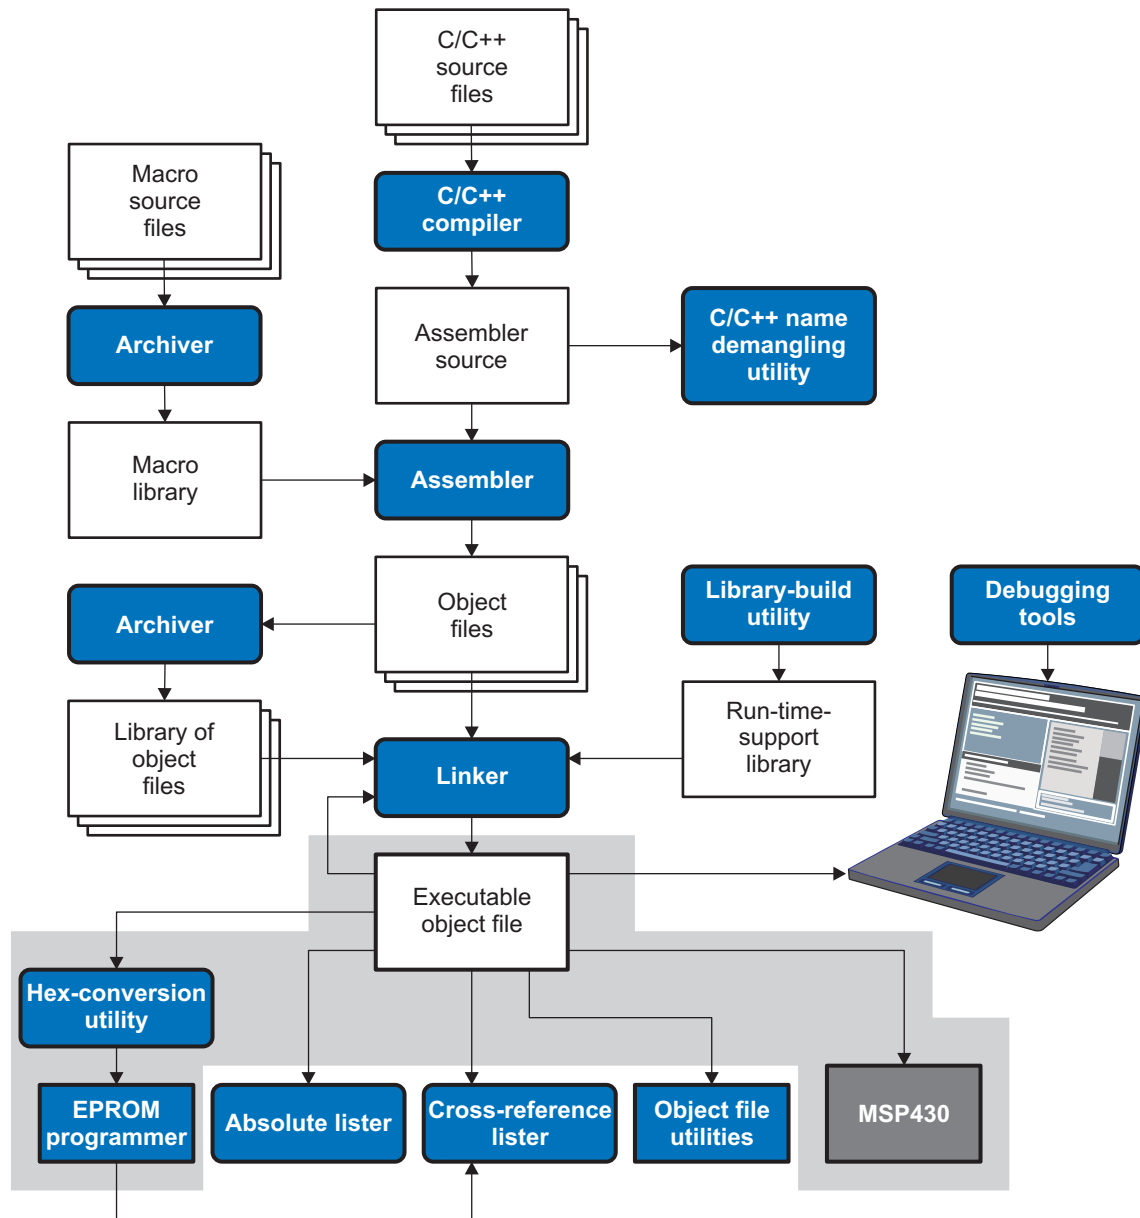 C/C++
source
files
Macro
source
files
C/C++
compiler
Archiver
Assembler
source
C/C++ name
demangling
utility
Macro
library
Assembler
Archiver
Object
files
Library-build
utility
Debugging
tools
Library of
object
files
Linker
Run-time-
support
library
Executable
object file
Hex-conversion
utility
EPROM
programmer
Absolute lister
Cross-reference
lister
Object file
utilities
MSP430